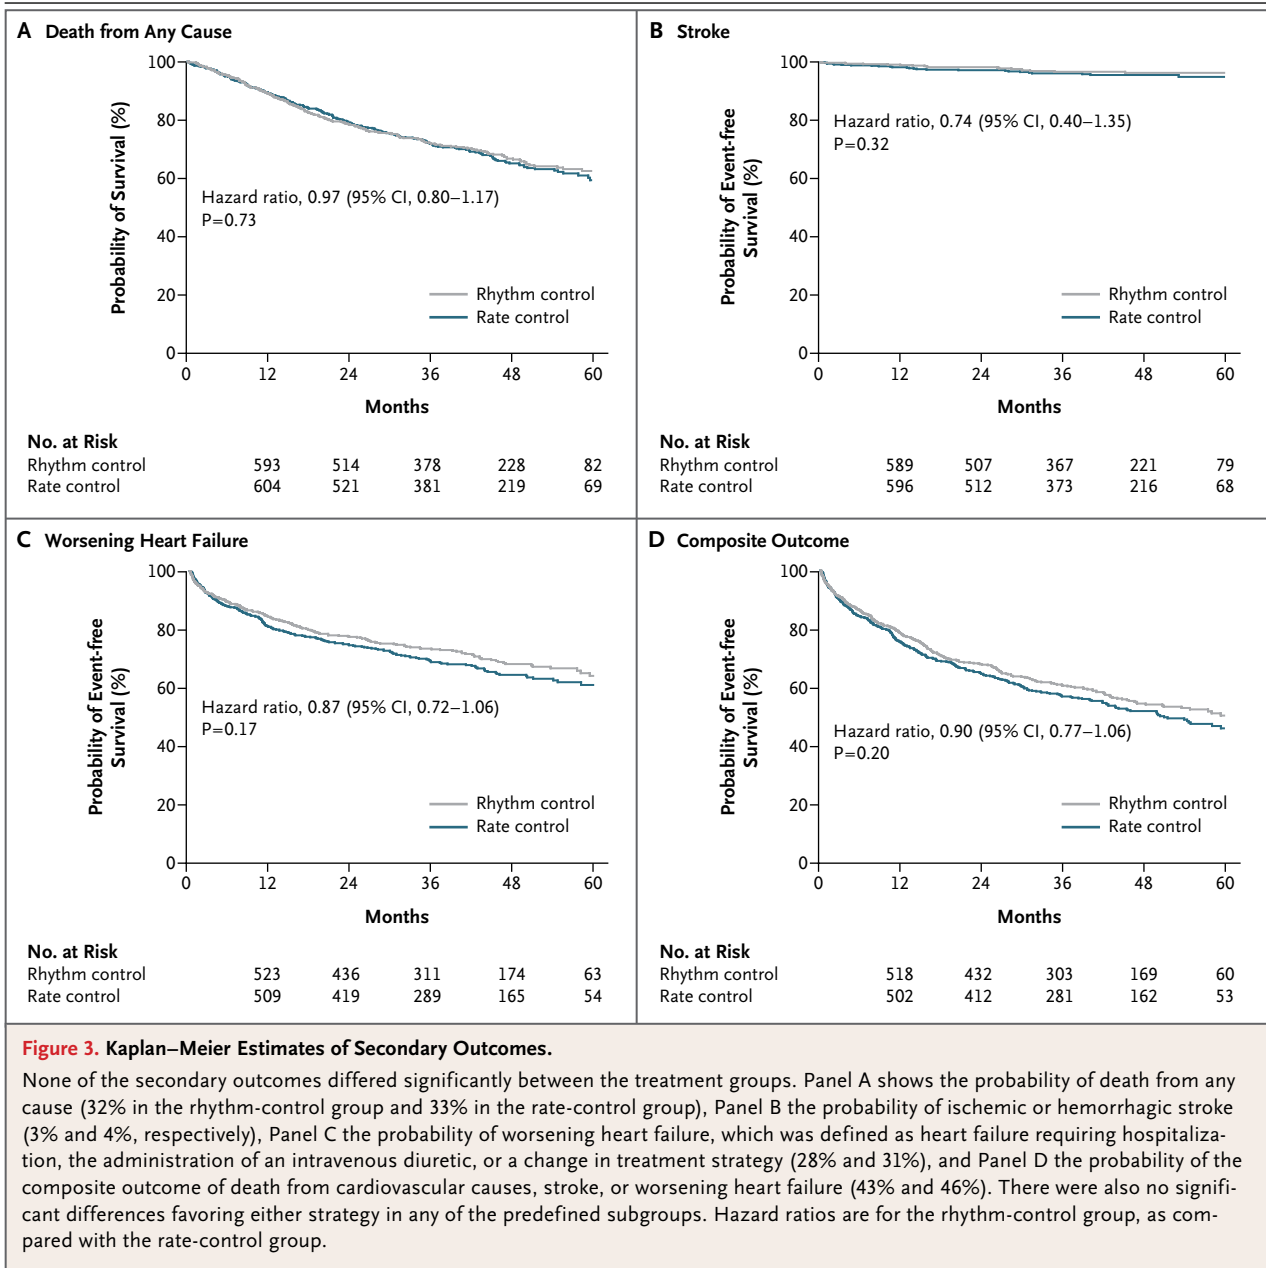 A Death from Any Cause
Probability of Survival (%)
100
80
60
40
20
0
Hazard ratio, 0.97 (95% CI, 0.80–1.17)
P=0.73
Rhythm control
Rate control
0 12 24 36 48 60
Months
No. at Risk
Rhythm control 593 514 378 228 82
Rate control 604 521 381 219 69
B Stroke
Probability of Event-free
Survival (%)
100
80
60
40
20
0
Hazard ratio, 0.74 (95% CI, 0.40–1.35)
P=0.32
Rhythm control
Rate control
0 12 24 36 48 60
Months
No. at Risk
Rhythm control 589 507 367 221 79
Rate control 596 512 373 216 68
C Worsening Heart Failure
Probability of Event-free
Survival (%)
100
80
60
40
20
0
Hazard ratio, 0.87 (95% CI, 0.72–1.06)
P=0.17
Rhythm control
Rate control
0 12 24 36 48 60
Months
No. at Risk
Rhythm control 523 436 311 174 63
Rate control 509 419 289 165 54
D Composite Outcome
Probability of Event-free
Survival (%)
100
80
60
40
20
0
Hazard ratio, 0.90 (95% CI, 0.77–1.06)
P=0.20
Rhythm control
Rate control
0 12 24 36 48 60
Months
No. at Risk
Rhythm control 518 432 303 169 60
Rate control 502 412 281 162 53
Figure 3. Kaplan–Meier Estimates of Secondary Outcomes.
None of the secondary outcomes differed significantly between the treatment groups. Panel A shows the probability of death from any
cause (32% in the rhythm-control group and 33% in the rate-control group), Panel B the probability of ischemic or hemorrhagic stroke
(3% and 4%, respectively), Panel C the probability of worsening heart failure, which was defined as heart failure requiring hospitaliza-
tion, the administration of an intravenous diuretic, or a change in treatment strategy (28% and 31%), and Panel D the probability of the
composite outcome of death from cardiovascular causes, stroke, or worsening heart failure (43% and 46%). There were also no signifi-
cant differences favoring either strategy in any of the predefined subgroups. Hazard ratios are for the rhythm-control group, as com-
pared with the rate-control group.